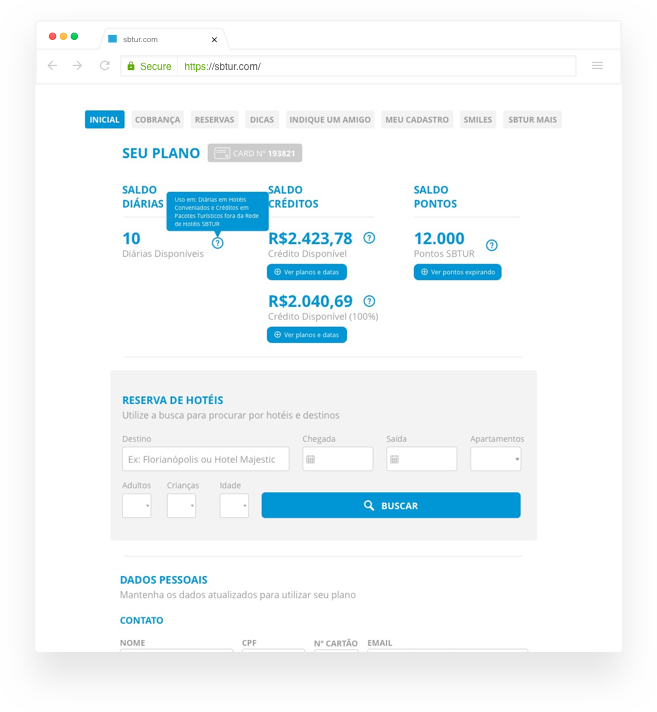 sbtur.com
Secure https://sbtur.com/
INICIAL COBRANÇA RESERVAS DICAS INDIQUE UM AMIGO MEU CADASTRO SMILES SBTUR MAIS
SEU PLANO CARD Nº 193821
SALDO
DIÁRIAS
Uso em: Diárias em Hotéis
Conveniados e Créditos em
Pacotes Turísticos fora da Rede
de Hotéis SBTUR
10
Diárias Disponíveis
SALDO
CRÉDITOS
R$2.423,78
Crédito Disponível
Ver planos e datas
R$2.040,69
Crédito Disponível (100%)
Ver planos e datas
SALDO
PONTOS
12.000
Pontos SBTUR
Ver pontos expirando
RESERVA DE HOTÉIS
Utilize a busca para procurar por hotéis e destinos
Destino Chegada Saída Apartamentos
Ex: Florianópolis ou Hotel Majestic
Adultos Crianças Idade
BUSCAR
DADOS PESSOAIS
Mantenha os dados atualizados para utilizar seu plano
CONTATO
NOME CPF Nº CARTÃO EMAIL